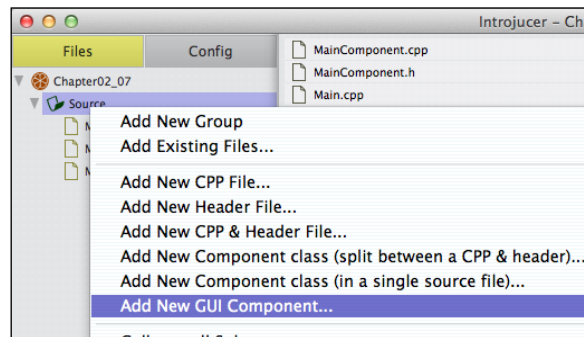 Introjucer – Ch
Files Config
MainComponent.cpp
MainComponent.h
Main.cpp
Chapter02_07
Source
M
M
M
Add New Group
Add Existing Files...
Add New CPP File...
Add New Header File...
Add New CPP & Header File...
Add New Component class (split between a CPP & header)...
Add New Component class (in a single source file)...
Add New GUI Component...